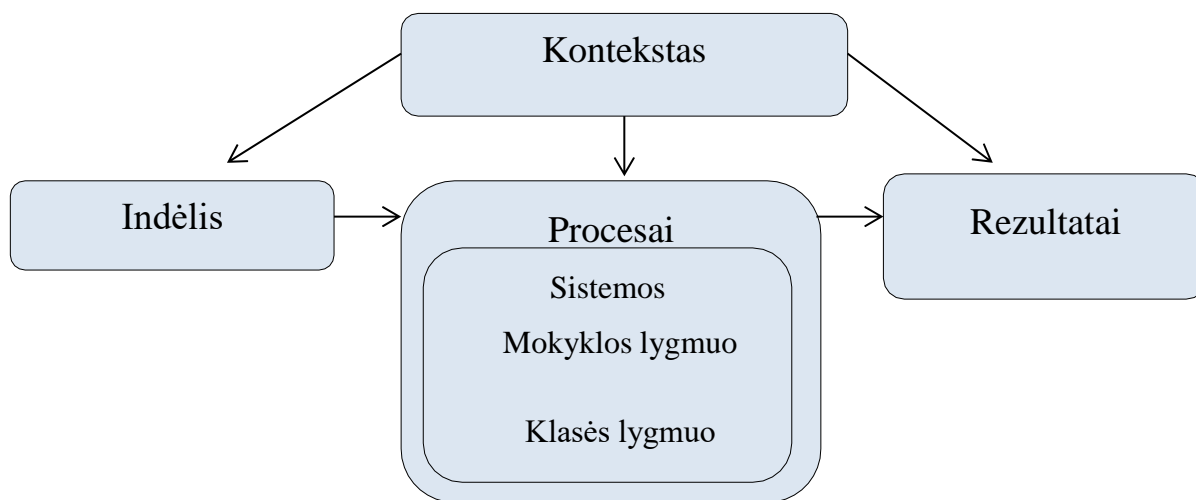 Kontekstas
Indėlis
Procesai
Rezultatai
Sistemos
Mokyklos lygmuo
Klasės lygmuo